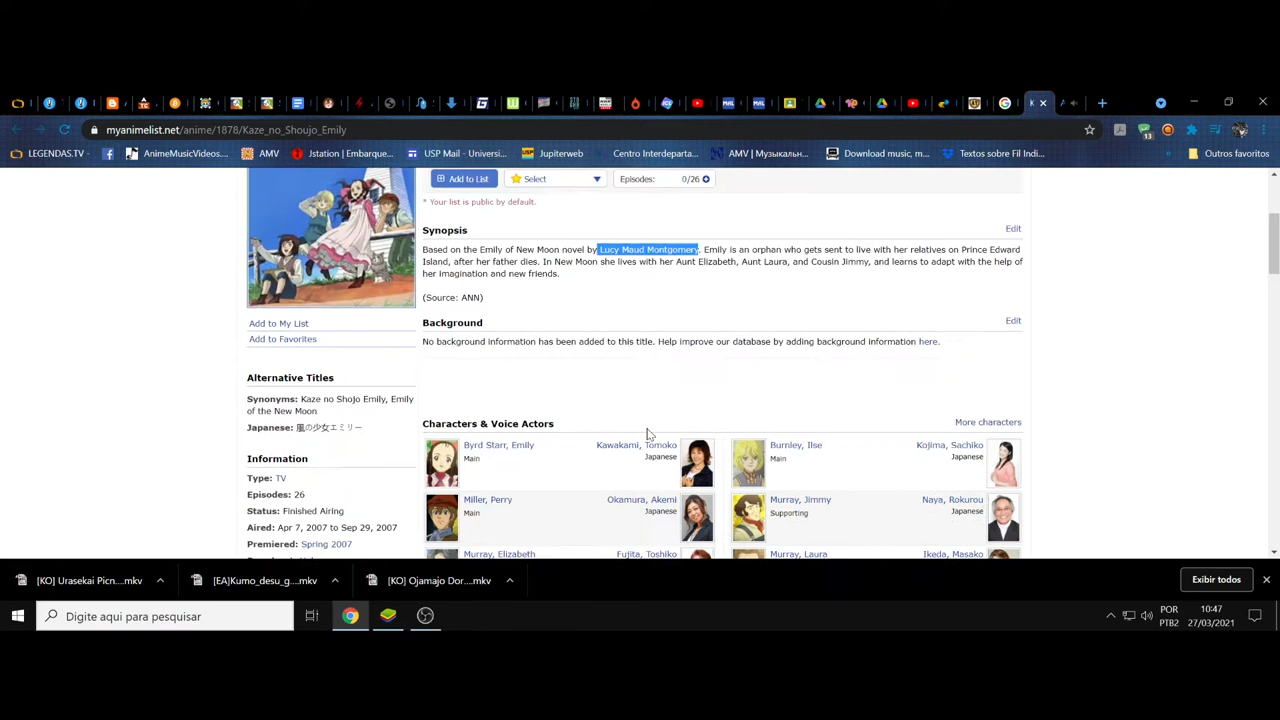 K
myanimelist.net/anime/1878/Kaze_no_Shoujo_Emily
13
LEGENDAS.TV - AnimeMusicVideos... AMV Jstation | Embarque... USP Mail - Universi... Jupiterweb Centro Interdeparta... AMV | Музыкальн... Download music, m... Textos sobre Fil Indi... Outros favoritos
Add to List Select Episodes: 0/26
* Your list is public by default.
Synopsis Edit
Based on the Emily of New Moon novel by Lucy Maud Montgomery. Emily is an orphan who gets sent to live with her relatives on Prince Edward
Island, after her father dies. In New Moon she lives with her Aunt Elizabeth, Aunt Laura, and Cousin Jimmy, and learns to adapt with the help of
her imagination and new friends.
(Source: ANN)
Add to My List
Background Edit
Add to Favorites
No background information has been added to this title. Help improve our database by adding background information here.
Alternative Titles
Synonyms: Kaze no Shojo Emily, Emily
of the New Moon
Japanese: 風の少女エミリー
Characters & Voice Actors More characters
Byrd Starr, Emily Kawakami, Tomoko Burnley, Ilse Kojima, Sachiko
Main Japanese Main Japanese
Information
Type: TV
Episodes: 26
Status: Finished Airing
Aired: Apr 7, 2007 to Sep 29, 2007
Premiered: Spring 2007
Miller, Perry Okamura, Akemi Murray, Jimmy Naya, Rokurou
Main Japanese Supporting Japanese
Murray, Elizabeth Fujita, Toshiko Murray, Laura Ikeda, Masako
[KO] Urasekai Picn....mkv [EA]Kumo_desu_g....mkv [KO] Ojamajo Dor....mkv Exibir todos
Digite aqui para pesquisar
POR
PTB2
10:47
27/03/2021